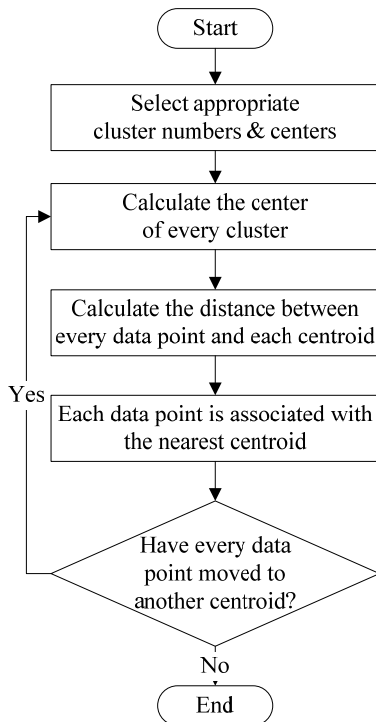 Start
Select appropriate
cluster numbers & centers
Calculate the center
of every cluster
Calculate the distance between
every data point and each centroid
Yes
Each data point is associated with
the nearest centroid
Have every data
point moved to
another centroid?
No
End